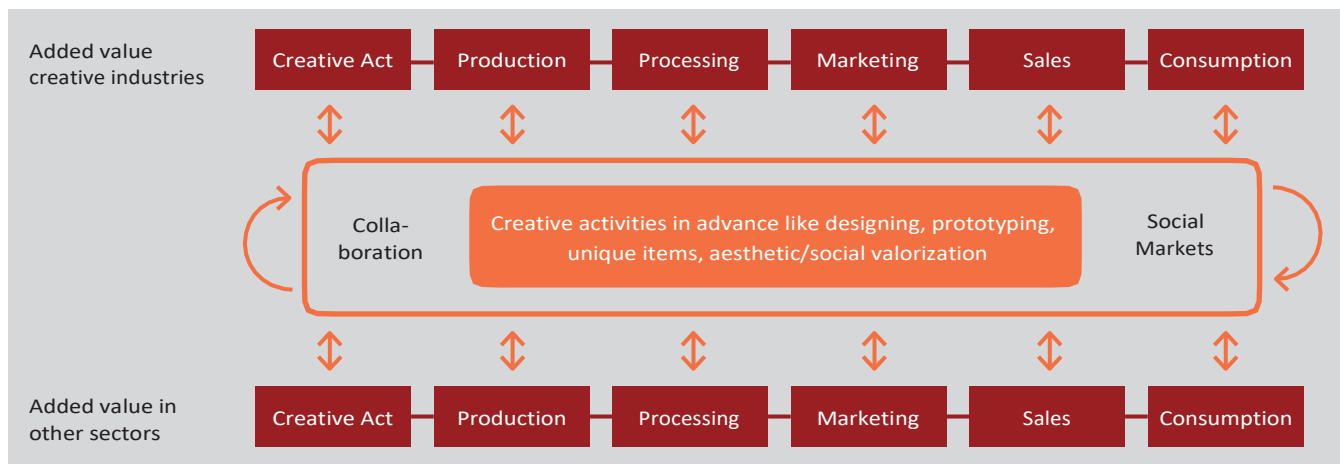 Added value
creative industries
Creative Act
Production
Processing
Marketing
Sales
Consumption
Colla-
boration
Creative activities in advance like designing, prototyping,
unique items, aesthetic/social valorization
Social
Markets
Added value in
other sectors
Creative Act
Production
Processing
Marketing
Sales
Consumption